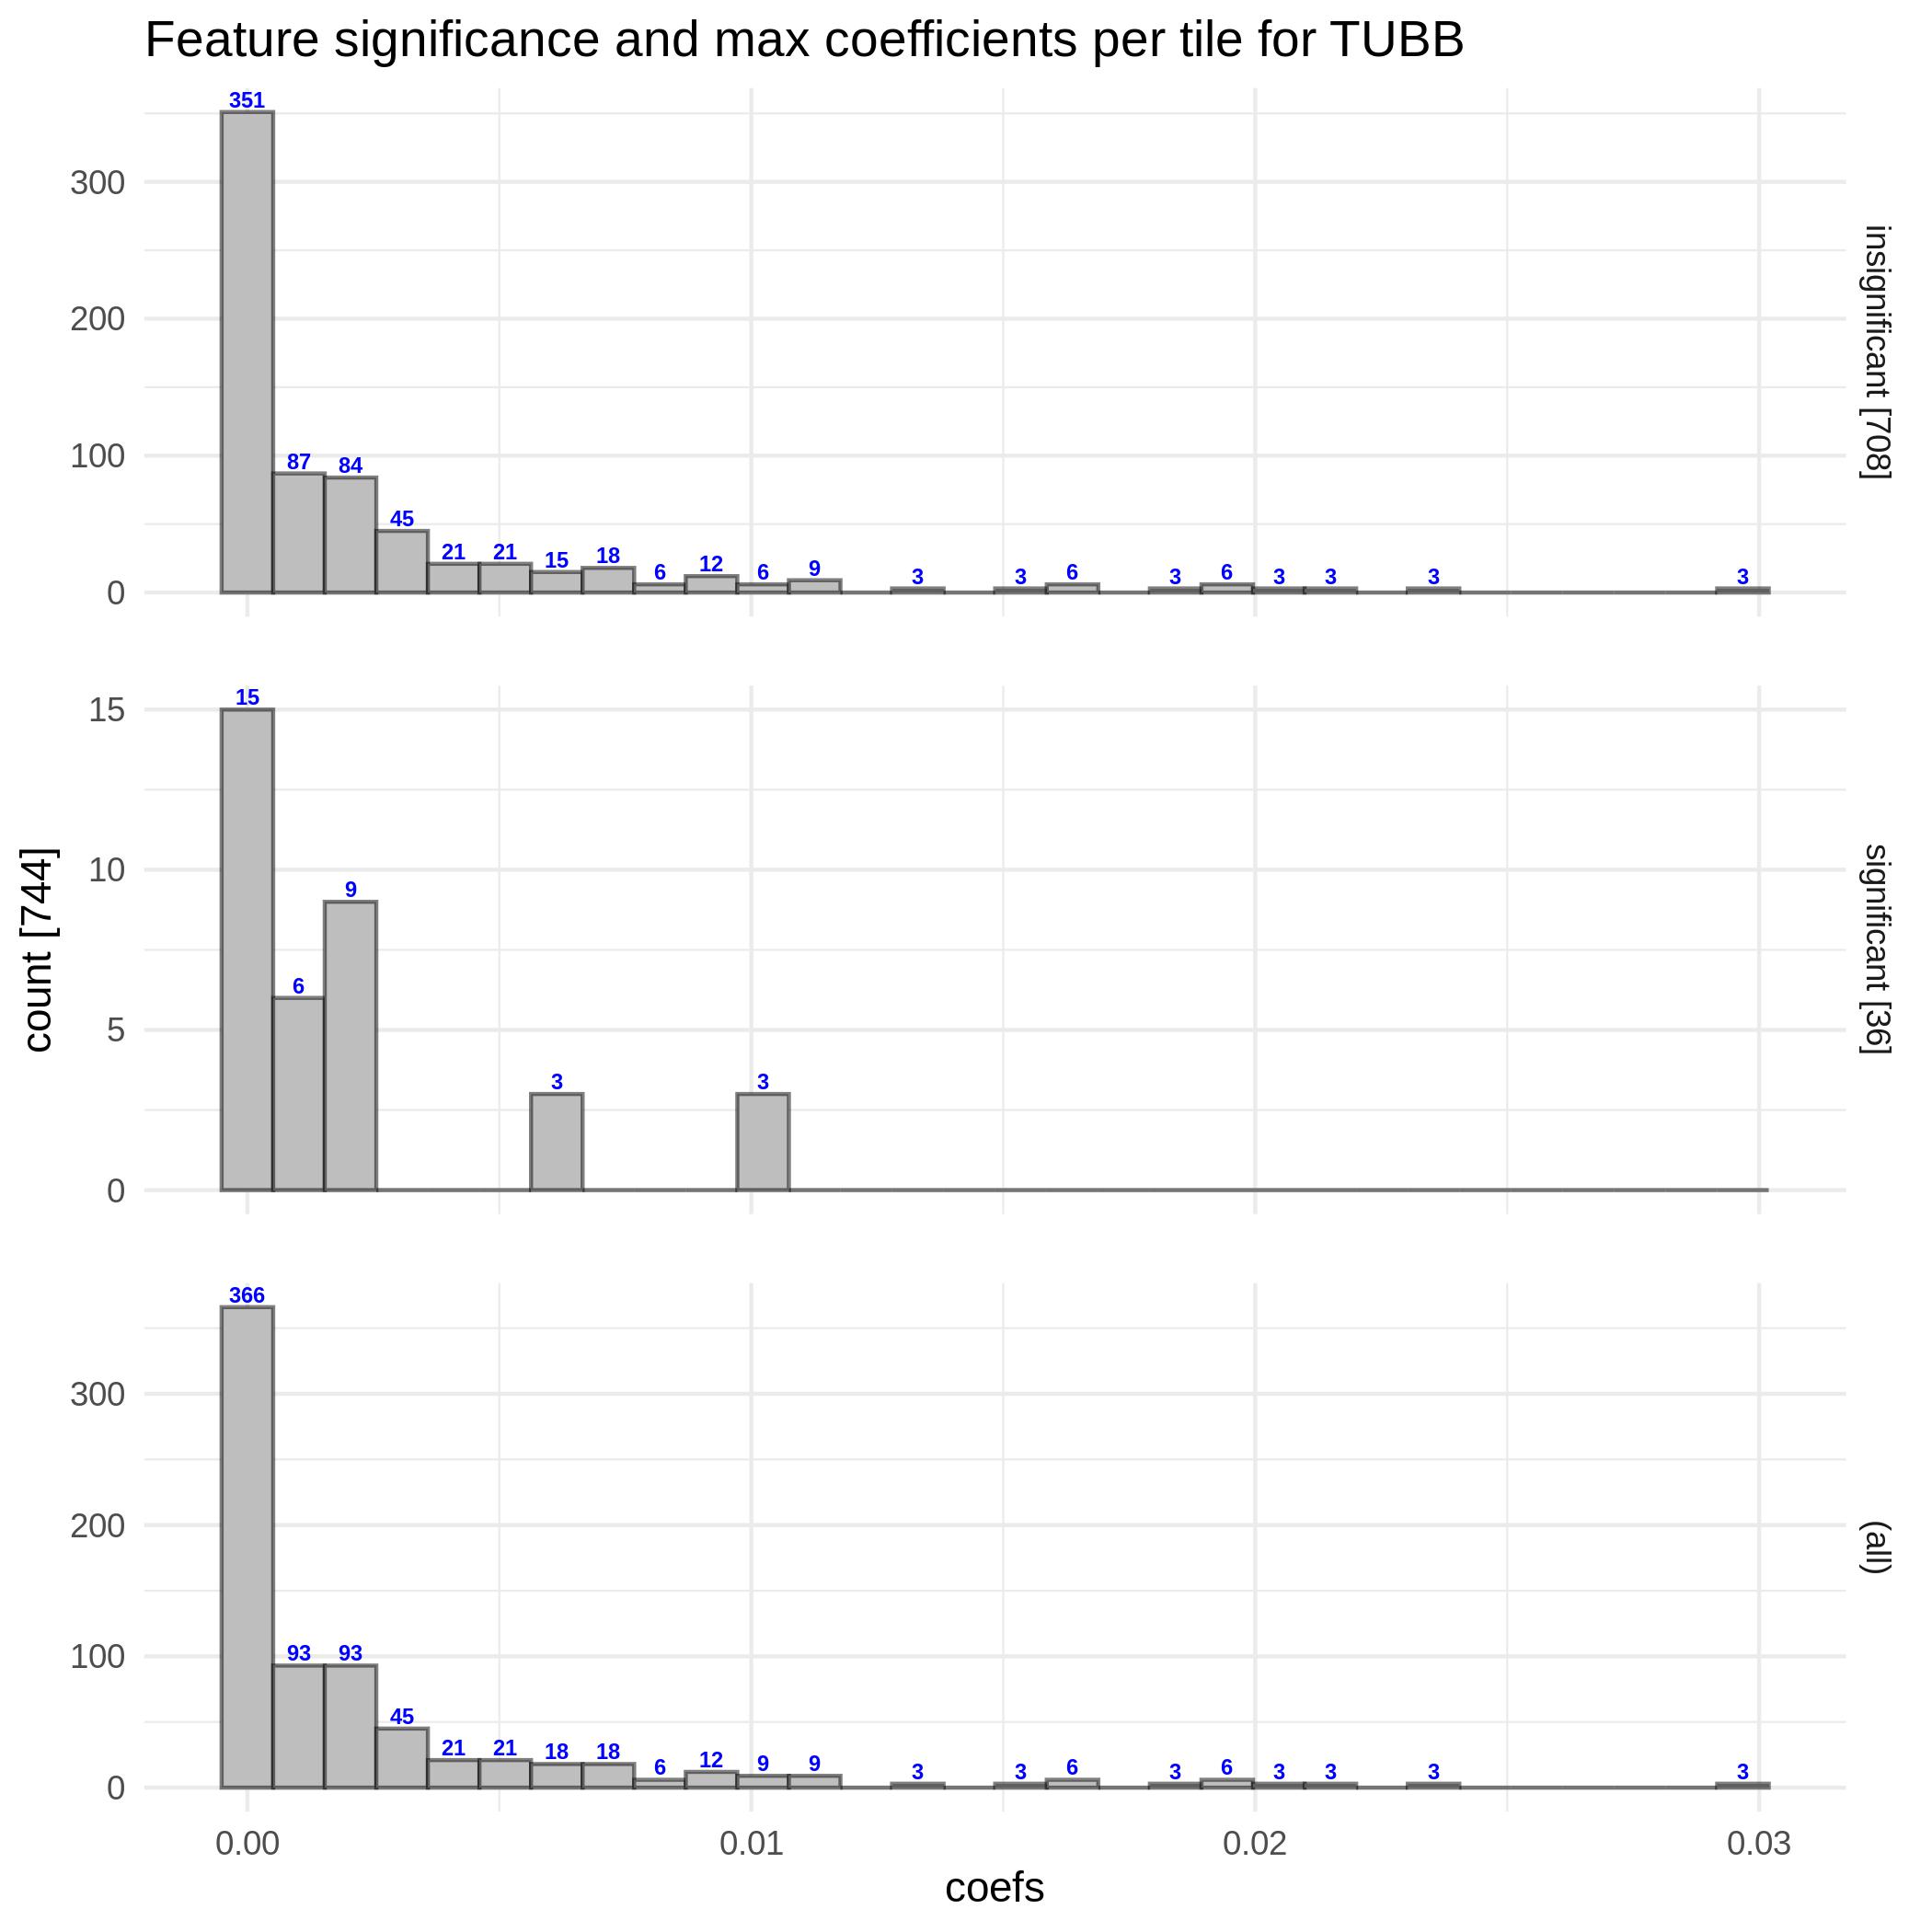 Feature significance and max coefficients per tile for TUBB
351
300
200
100
0
87 84
45
21 21 15 18 6 12 6 9 3 3 6 3 6 3 3 3 3
insignificant [708]
count [744]
15
10
5
0
15
6
9
3
3
significant [36]
366
300
200
100
0
93 93
45
21 21 18 18 6 12 9 9 3 3 6 3 6 3 3 3 3
(all)
0.00 0.01 0.02 0.03
coefs